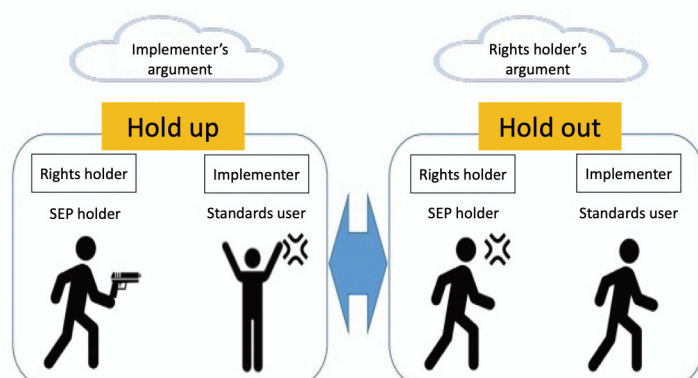 Implementer's
argument
Hold up
Rights holder
Implementer
SEP holder
Standards user
Rights holder's
argument
Hold out
Rights holder
Implementer
SEP holder
Standards user